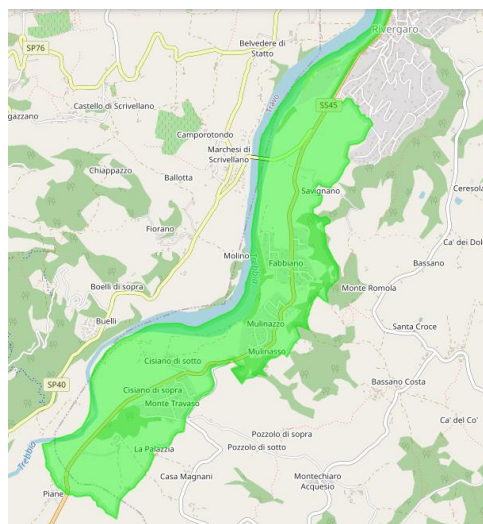 Rivergaro
Belvedere di
Statto
SP76
SS45
Trebbia
Castello di Scrivellano
gazzano
Camporotondo
Marchesi di
Scrivellano
Chiappazzo
Ballotta
Savignano
Ceresola
Fiorano
Ca' dei Dol
Molino
Trebbia
Fabbiano
Bassano
Boelli di sopra
Monte Romola
Buelli
Mulinazzo
Santa Croce
Mulinasso
Cisiano di sotto
SP40
Bassano Costa
Cisiano di sopra
Monte Travaso
Ca' del Co'
Pozzolo di sopra
Trebbia
La Palazzia
Pozzolo di sotto
Casa Magnani
Montechiaro
Acquesio
Piane